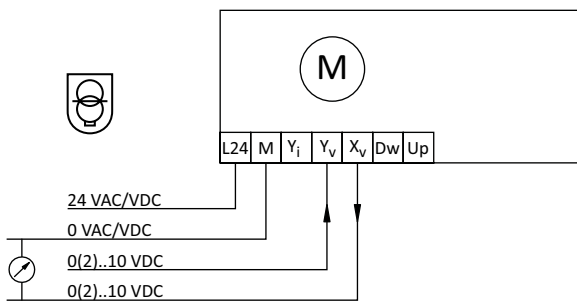 M
L24 M Yi Yv Xv Dw Up
24 VAC/VDC
0 VAC/VDC
0(2)..10 VDC
0(2)..10 VDC